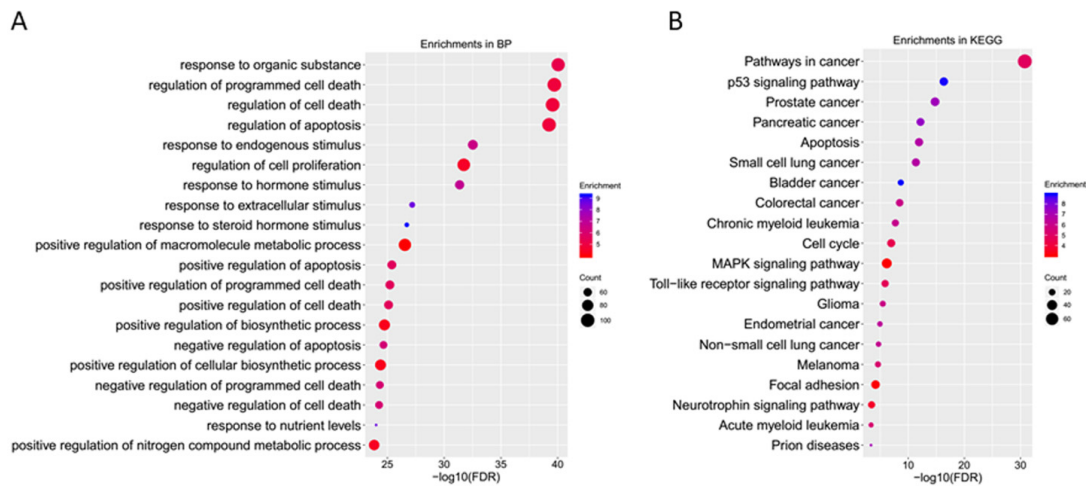 A
Enrichments in BP
response to organic substance
regulation of programmed cell death
regulation of cell death
regulation of apoptosis
response to endogenous stimulus
regulation of cell proliferation
response to hormone stimulus
response to extracellular stimulus
response to steroid hormone stimulus
positive regulation of macromolecule metabolic process
positive regulation of apoptosis
positive regulation of programmed cell death
positive regulation of cell death
positive regulation of biosynthetic process
negative regulation of apoptosis
positive regulation of cellular biosynthetic process
negative regulation of programmed cell death
negative regulation of cell death
response to nutrient levels
positive regulation of nitrogen compound metabolic process
25 30 35 40
−log10(FDR)
Enrichment
9
8
7
6
5
Count
60
80
100
B
Enrichments in KEGG
Pathways in cancer
p53 signaling pathway
Prostate cancer
Pancreatic cancer
Apoptosis
Small cell lung cancer
Bladder cancer
Colorectal cancer
Chronic myeloid leukemia
Cell cycle
MAPK signaling pathway
Toll−like receptor signaling pathway
Glioma
Endometrial cancer
Non−small cell lung cancer
Melanoma
Focal adhesion
Neurotrophin signaling pathway
Acute myeloid leukemia
Prion diseases
10 20 30
−log10(FDR)
Enrichment
8
7
6
5
4
Count
20
40
60